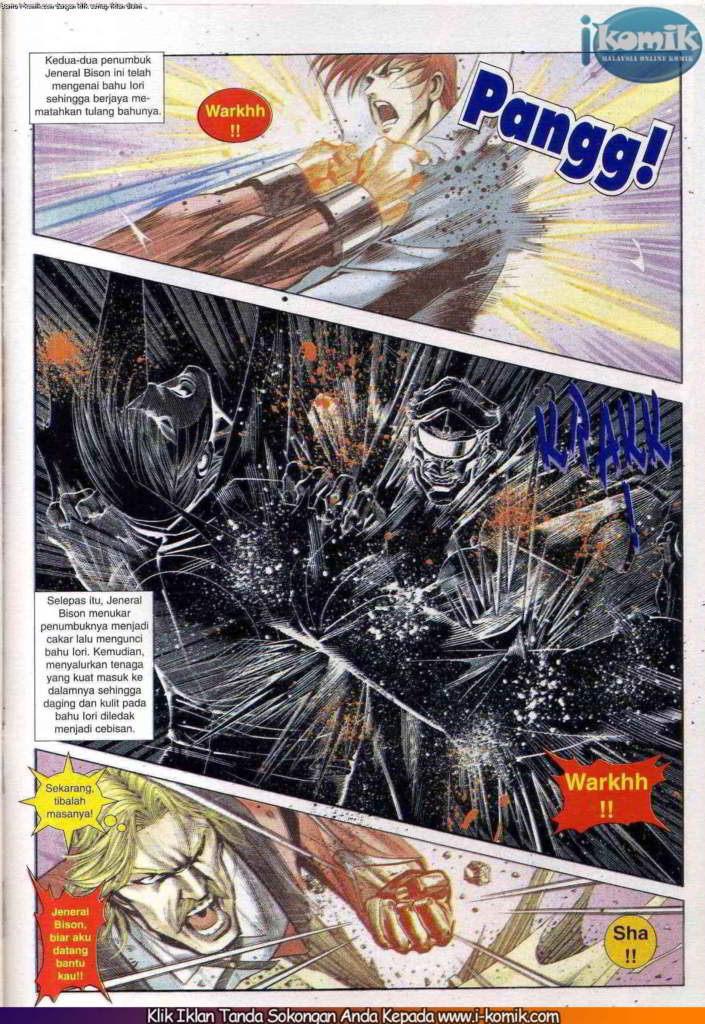 ikomik
MALAYSIA ONLINE KOMIK
Kedua-dua penumbuk
Jeneral Bison ini telah
mengenai bahu Iori
sehingga berjaya me-
matahkan tulang bahunya.
Warkhh
!!
Pangg!
KRAKK
!
Selepas itu, Jeneral
Bison menukar
penumbuknya menjadi
cakar lalu mengunci
bahu Iori. Kemudian,
menyalurkan tenaga
yang kuat masuk ke
dalamnya sehingga
daging dan kulit pada
bahu Iori diledak
menjadi cebisan.
Warkhh
!!
Sekarang,
tibalah
masanya!
Jeneral
Bison,
biar aku
datang
bantu
kau!!
Sha
!!
Klik Iklan Tanda Sokongan Anda Kepada www.i-komik.com